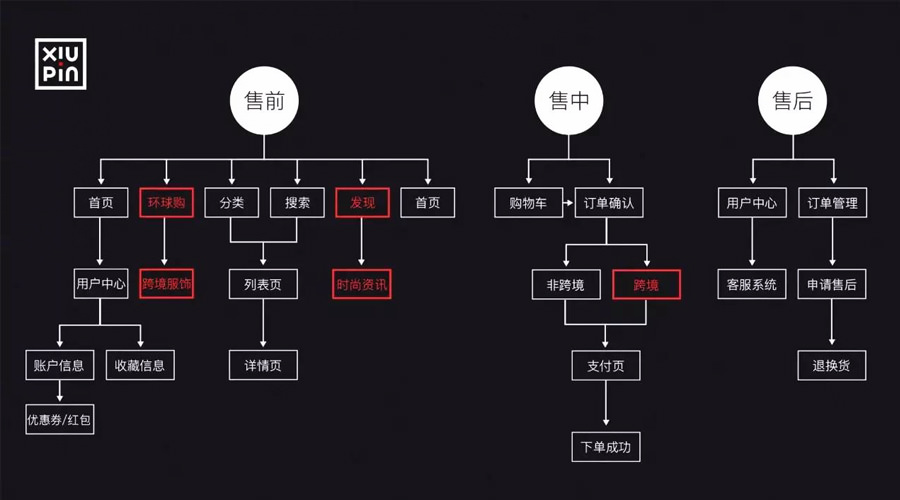 XIU
PIN
售前
售中
售后
首页
环球购
分类
搜索
发现
首页
购物车
订单确认
用户中心
订单管理
用户中心
跨境服饰
列表页
时尚资讯
非跨境
跨境
客服系统
申请售后
账户信息
收藏信息
详情页
支付页
退换货
优惠券/红包
下单成功